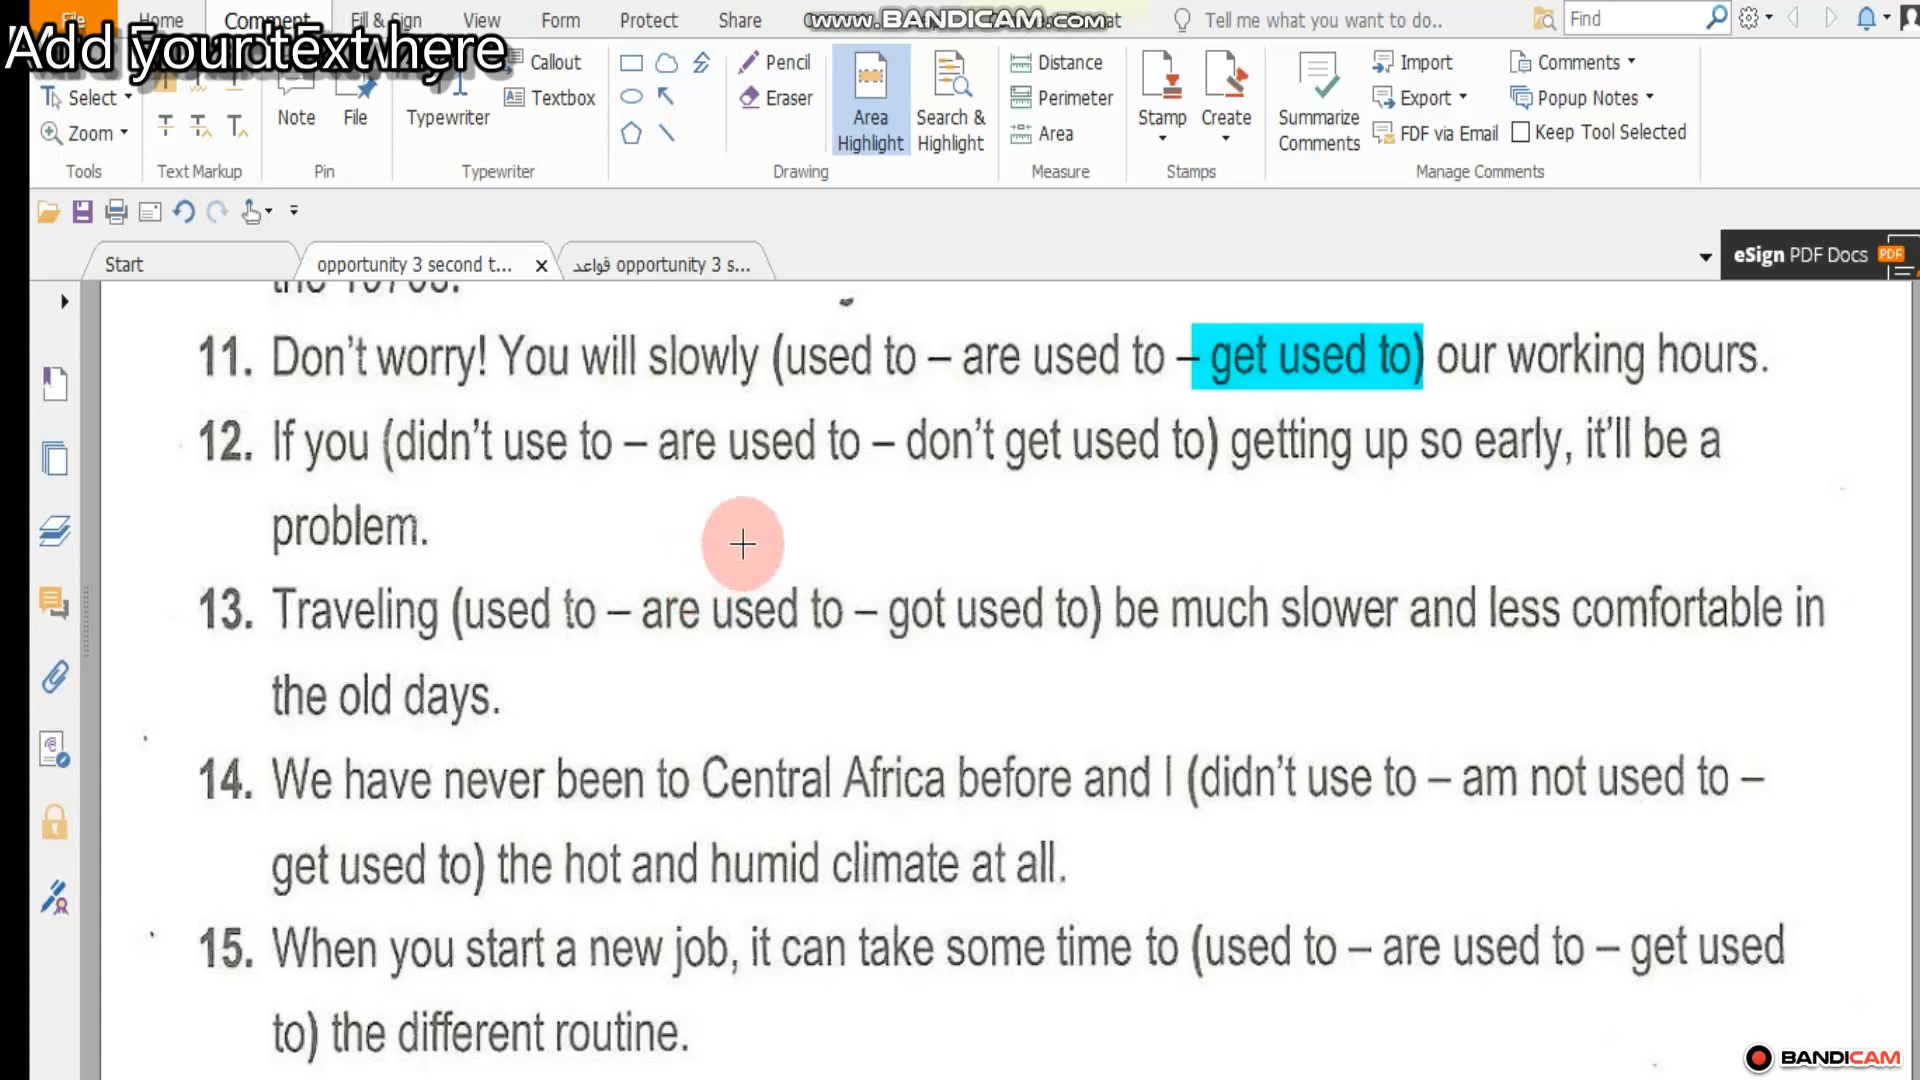 File Home Comment Fill & Sign View Form Protect Share www.BANDICAM.com Tell me what you want to do.. Find
Add your text here
Select
Zoom
Note File
Typewriter
Callout
Textbox
Pencil
Eraser
Area Highlight
Search & Highlight
Distance
Perimeter
Area
Stamp Create
Summarize Comments
Import
Export
FDF via Email
Comments
Popup Notes
Keep Tool Selected
Tools Text Markup Pin Typewriter Drawing Measure Stamps Manage Comments
Start opportunity 3 second t... قواعد opportunity 3 s... eSign PDF Docs PDF
11. Don't worry! You will slowly (used to – are used to – get used to) our working hours.
12. If you (didn't use to – are used to – don't get used to) getting up so early, it'll be a
problem.
13. Traveling (used to – are used to – got used to) be much slower and less comfortable in
the old days.
14. We have never been to Central Africa before and I (didn't use to – am not used to –
get used to) the hot and humid climate at all.
15. When you start a new job, it can take some time to (used to – are used to – get used
to) the different routine.
BANDICAM